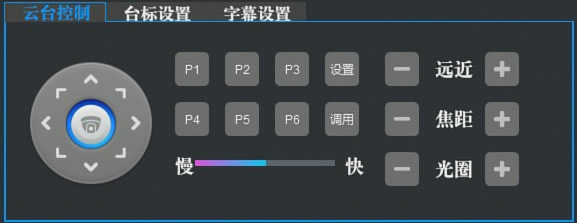 云台控制 台标设置 字幕设置
P1 P2 P3 设置 远近
P4 P5 P6 调用 焦距
慢 快 光圈